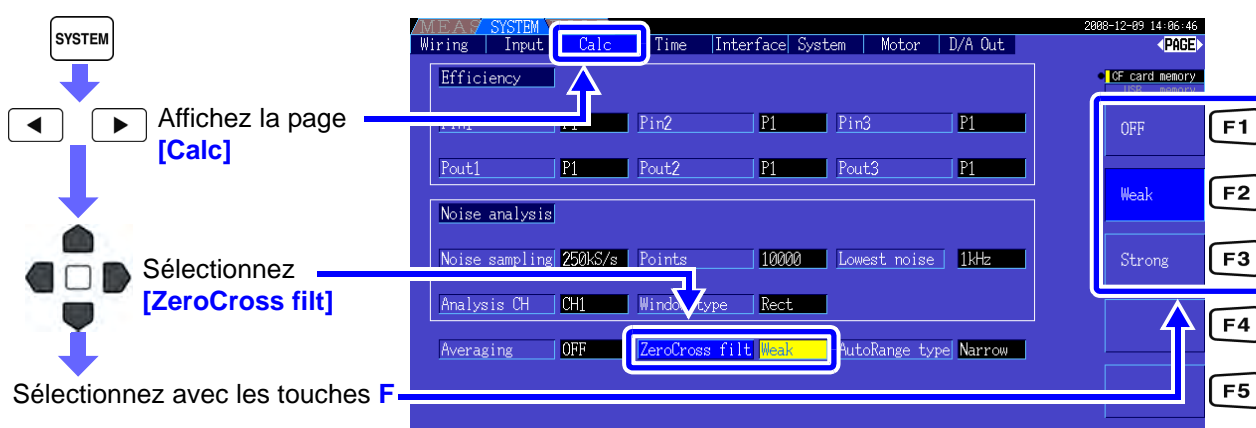 SYSTEM
Affichez la page
[Calc]
Sélectionnez
[ZeroCross filt]
Sélectionnez avec les touches F
MEAS SYSTEM 2008-12-09 14:06:46
Wiring Input Calc Time Interface System Motor D/A Out PAGE
CF card memory
USB memory
Efficiency
Pin1 P1 Pin2 P1 Pin3 P1
Pout1 P1 Pout2 P1 Pout3 P1
Noise analysis
Noise sampling 250kS/s Points 10000 Lowest noise 1kHz
Analysis CH CH1 Window type Rect
Averaging OFF ZeroCross filt Weak AutoRange type Narrow
OFF F1
Weak F2
Strong F3
F4
F5